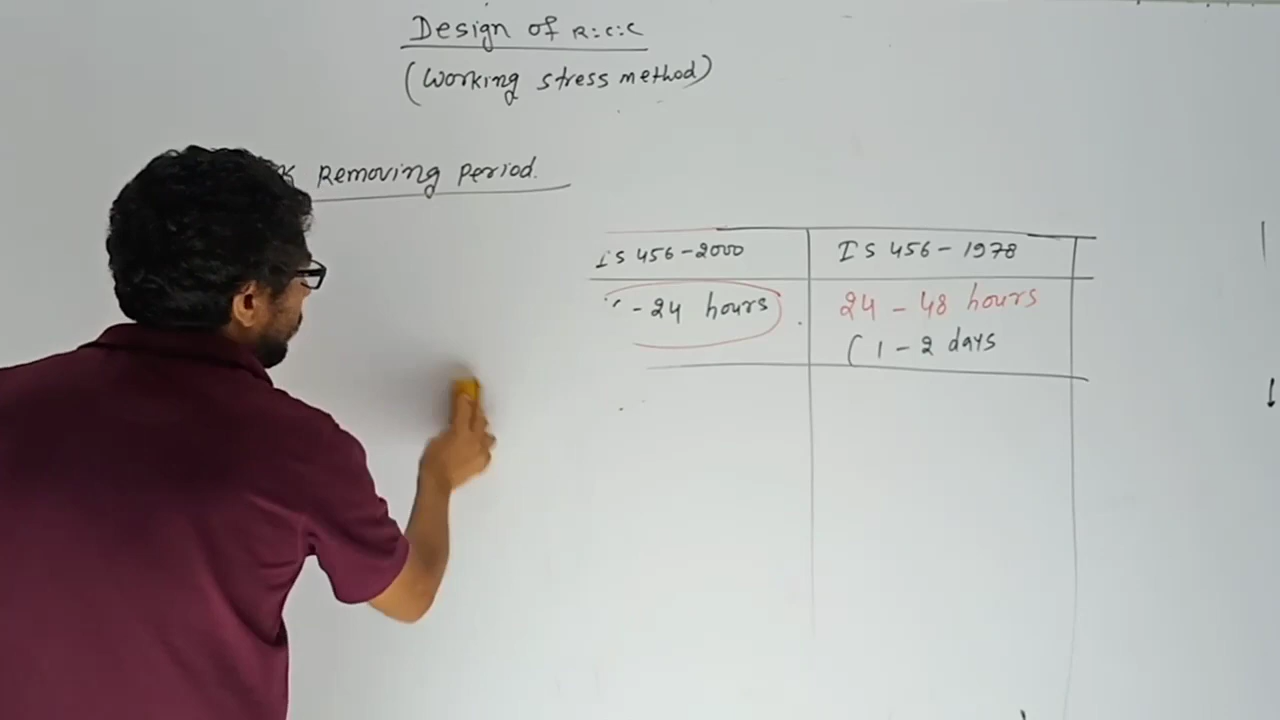 Design of R.C.C
(Working stress method)
Removing Period.
IS 456-2000
IS 456-1978
- 24 hours
24 - 48 hours
( 1 - 2 days